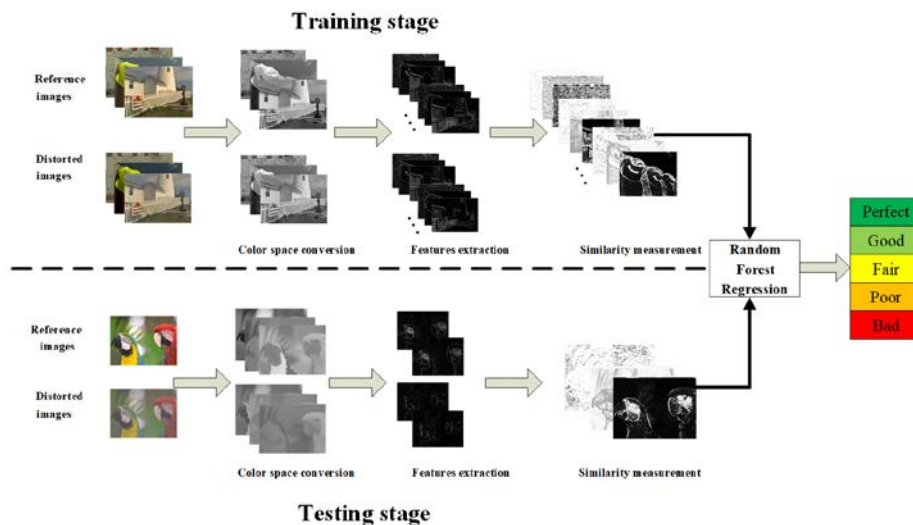 Training stage
Reference
images
Distorted
images
Color space conversion
Features extraction
Similarity measurement
Random
Forest
Regression
Perfect
Good
Fair
Poor
Bad
Reference
images
Distorted
images
Color space conversion
Features extraction
Similarity measurement
Testing stage